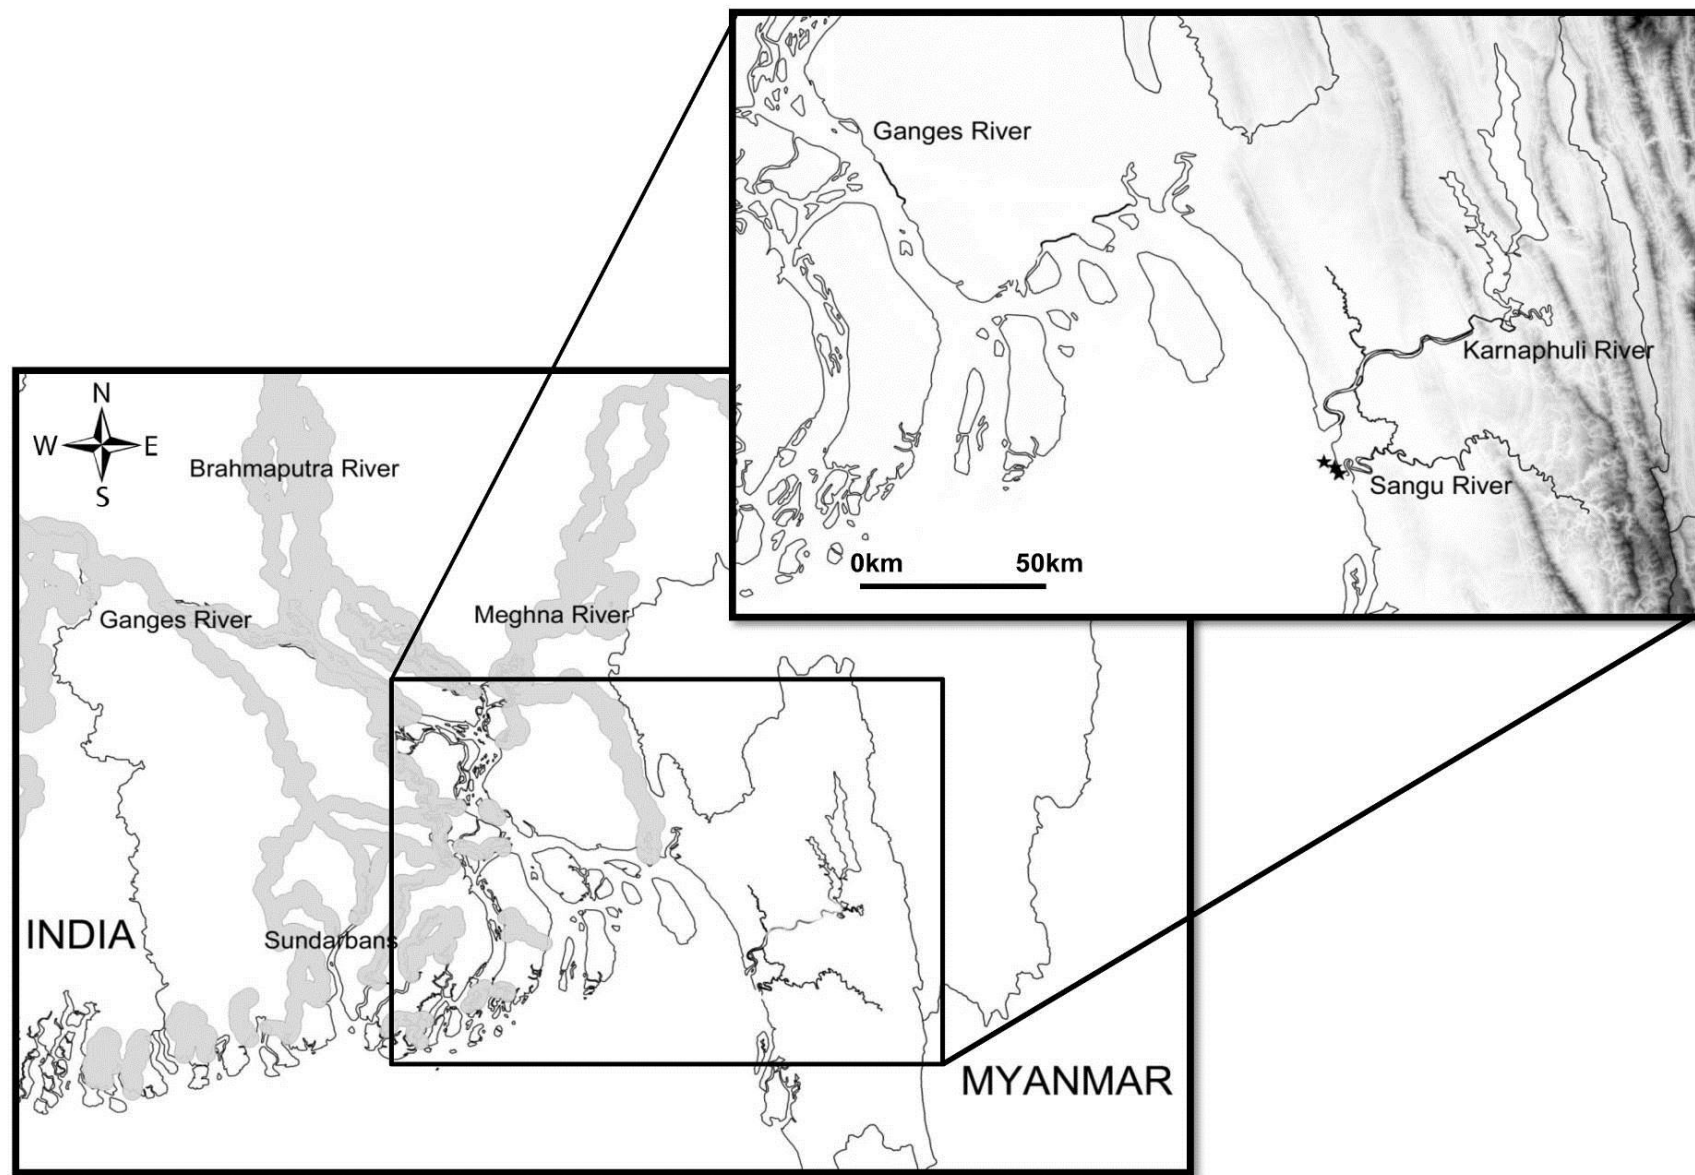 Ganges River
Karnaphuli River
Sangu River
0km 50km
N
W E
S
Brahmaputra River
Ganges River
Meghna River
INDIA
Sundarbans
MYANMAR